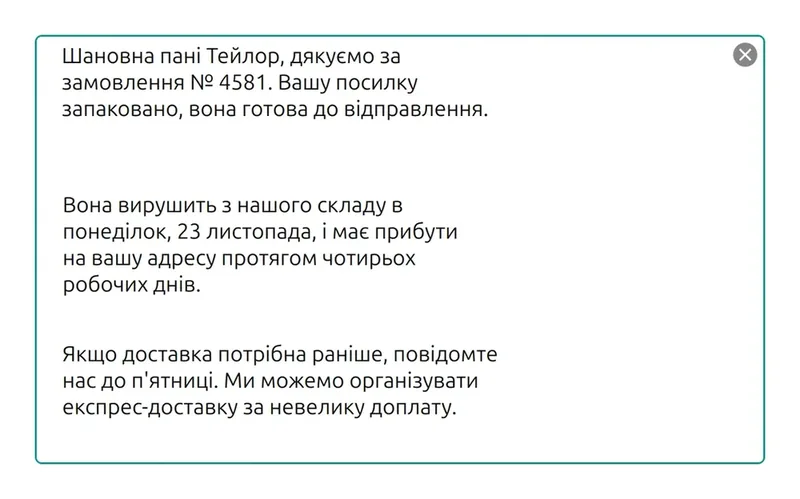 Шановна пані Тейлор, дякуємо за
замовлення № 4581. Вашу посилку
запаковано, вона готова до відправлення.
Вона вирушить з нашого складу в
понеділок, 23 листопада, і має прибути
на вашу адресу протягом чотирьох
робочих днів.
Якщо доставка потрібна раніше, повідомте
нас до п'ятниці. Ми можемо організувати
експрес-доставку за невелику доплату.